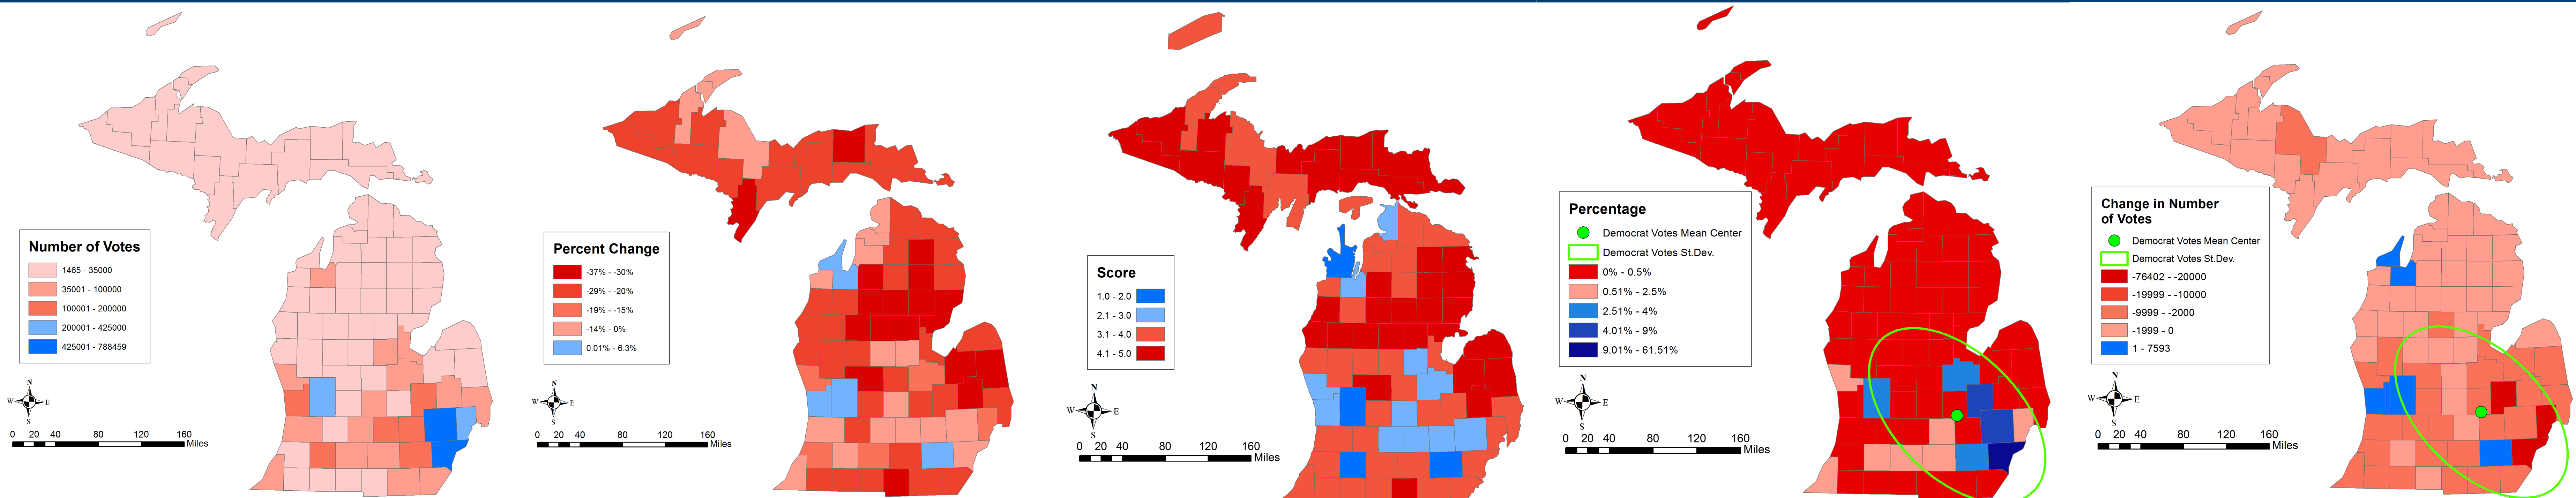 Number of Votes
1465 - 35000
35001 - 100000
100001 - 200000
200001 - 425000
425001 - 788459
N
W E
S
0 20 40 80 120 160
Miles
Percent Change
-37% - -30%
-29% - -20%
-19% - -15%
-14% - 0%
0.01% - 6.3%
N
W E
S
0 20 40 80 120 160
Miles
Score
1.0 - 2.0
2.1 - 3.0
3.1 - 4.0
4.1 - 5.0
N
W E
S
0 20 40 80 120 160
Miles
Percentage
Democrat Votes Mean Center
Democrat Votes St.Dev.
0% - 0.5%
0.51% - 2.5%
2.51% - 4%
4.01% - 9%
9.01% - 61.51%
N
W E
S
0 20 40 80 120 160
Miles
Change in Number
of Votes
Democrat Votes Mean Center
Democrat Votes St.Dev.
-76402 - -20000
-19999 - -10000
-9999 - -2000
-1999 - 0
1 - 7593
N
W E
S
0 20 40 80 120 160
Miles